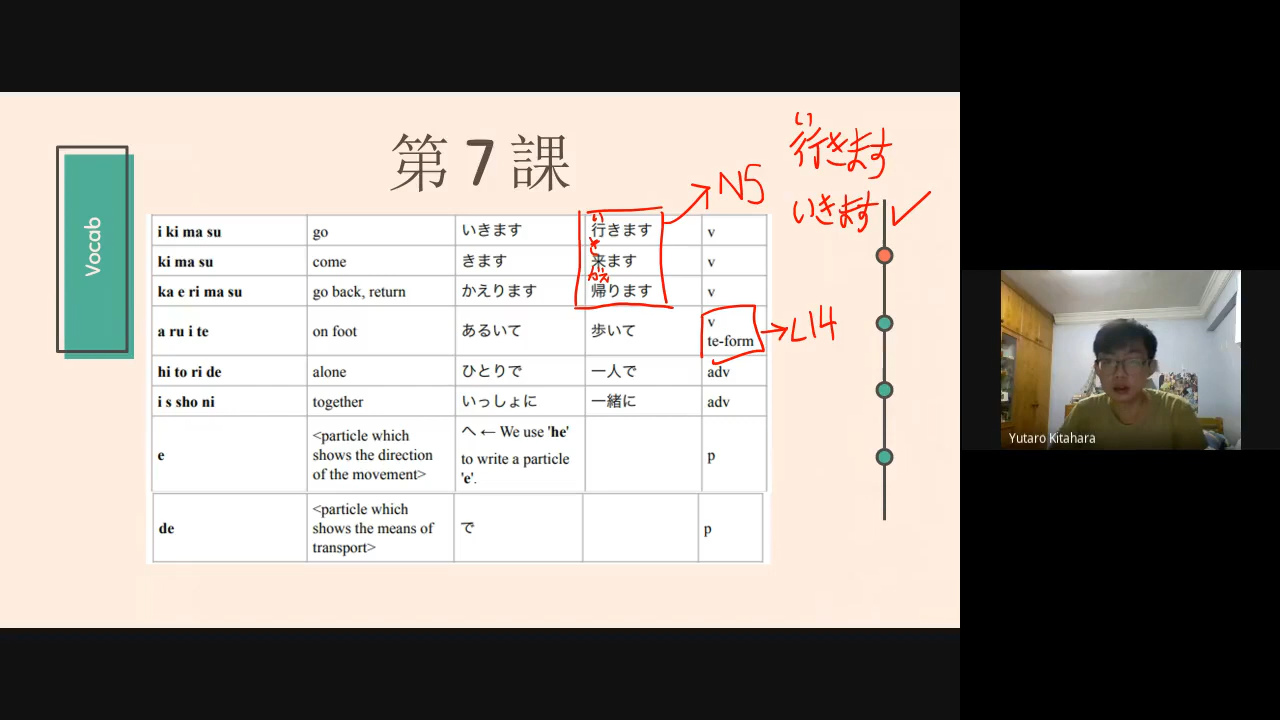 第7課
Vocab
i ki ma su go いきます 行きます v
い
ki ma su come きます 来ます v
き
ka e ri ma su go back, return かえります 帰ります v
かえ
a ru i te on foot あるいて 歩いて v
te-form
hi to ri de alone ひとりで 一人で adv
i s sho ni together いっしょに 一緒に adv
e <particle which
shows the direction
of the movement> へ ← We use 'he'
to write a particle
'e'. p
de <particle which
shows the means of
transport> で p
N5
L14
い
行きます
いきます ✓
Yutaro Kitahara